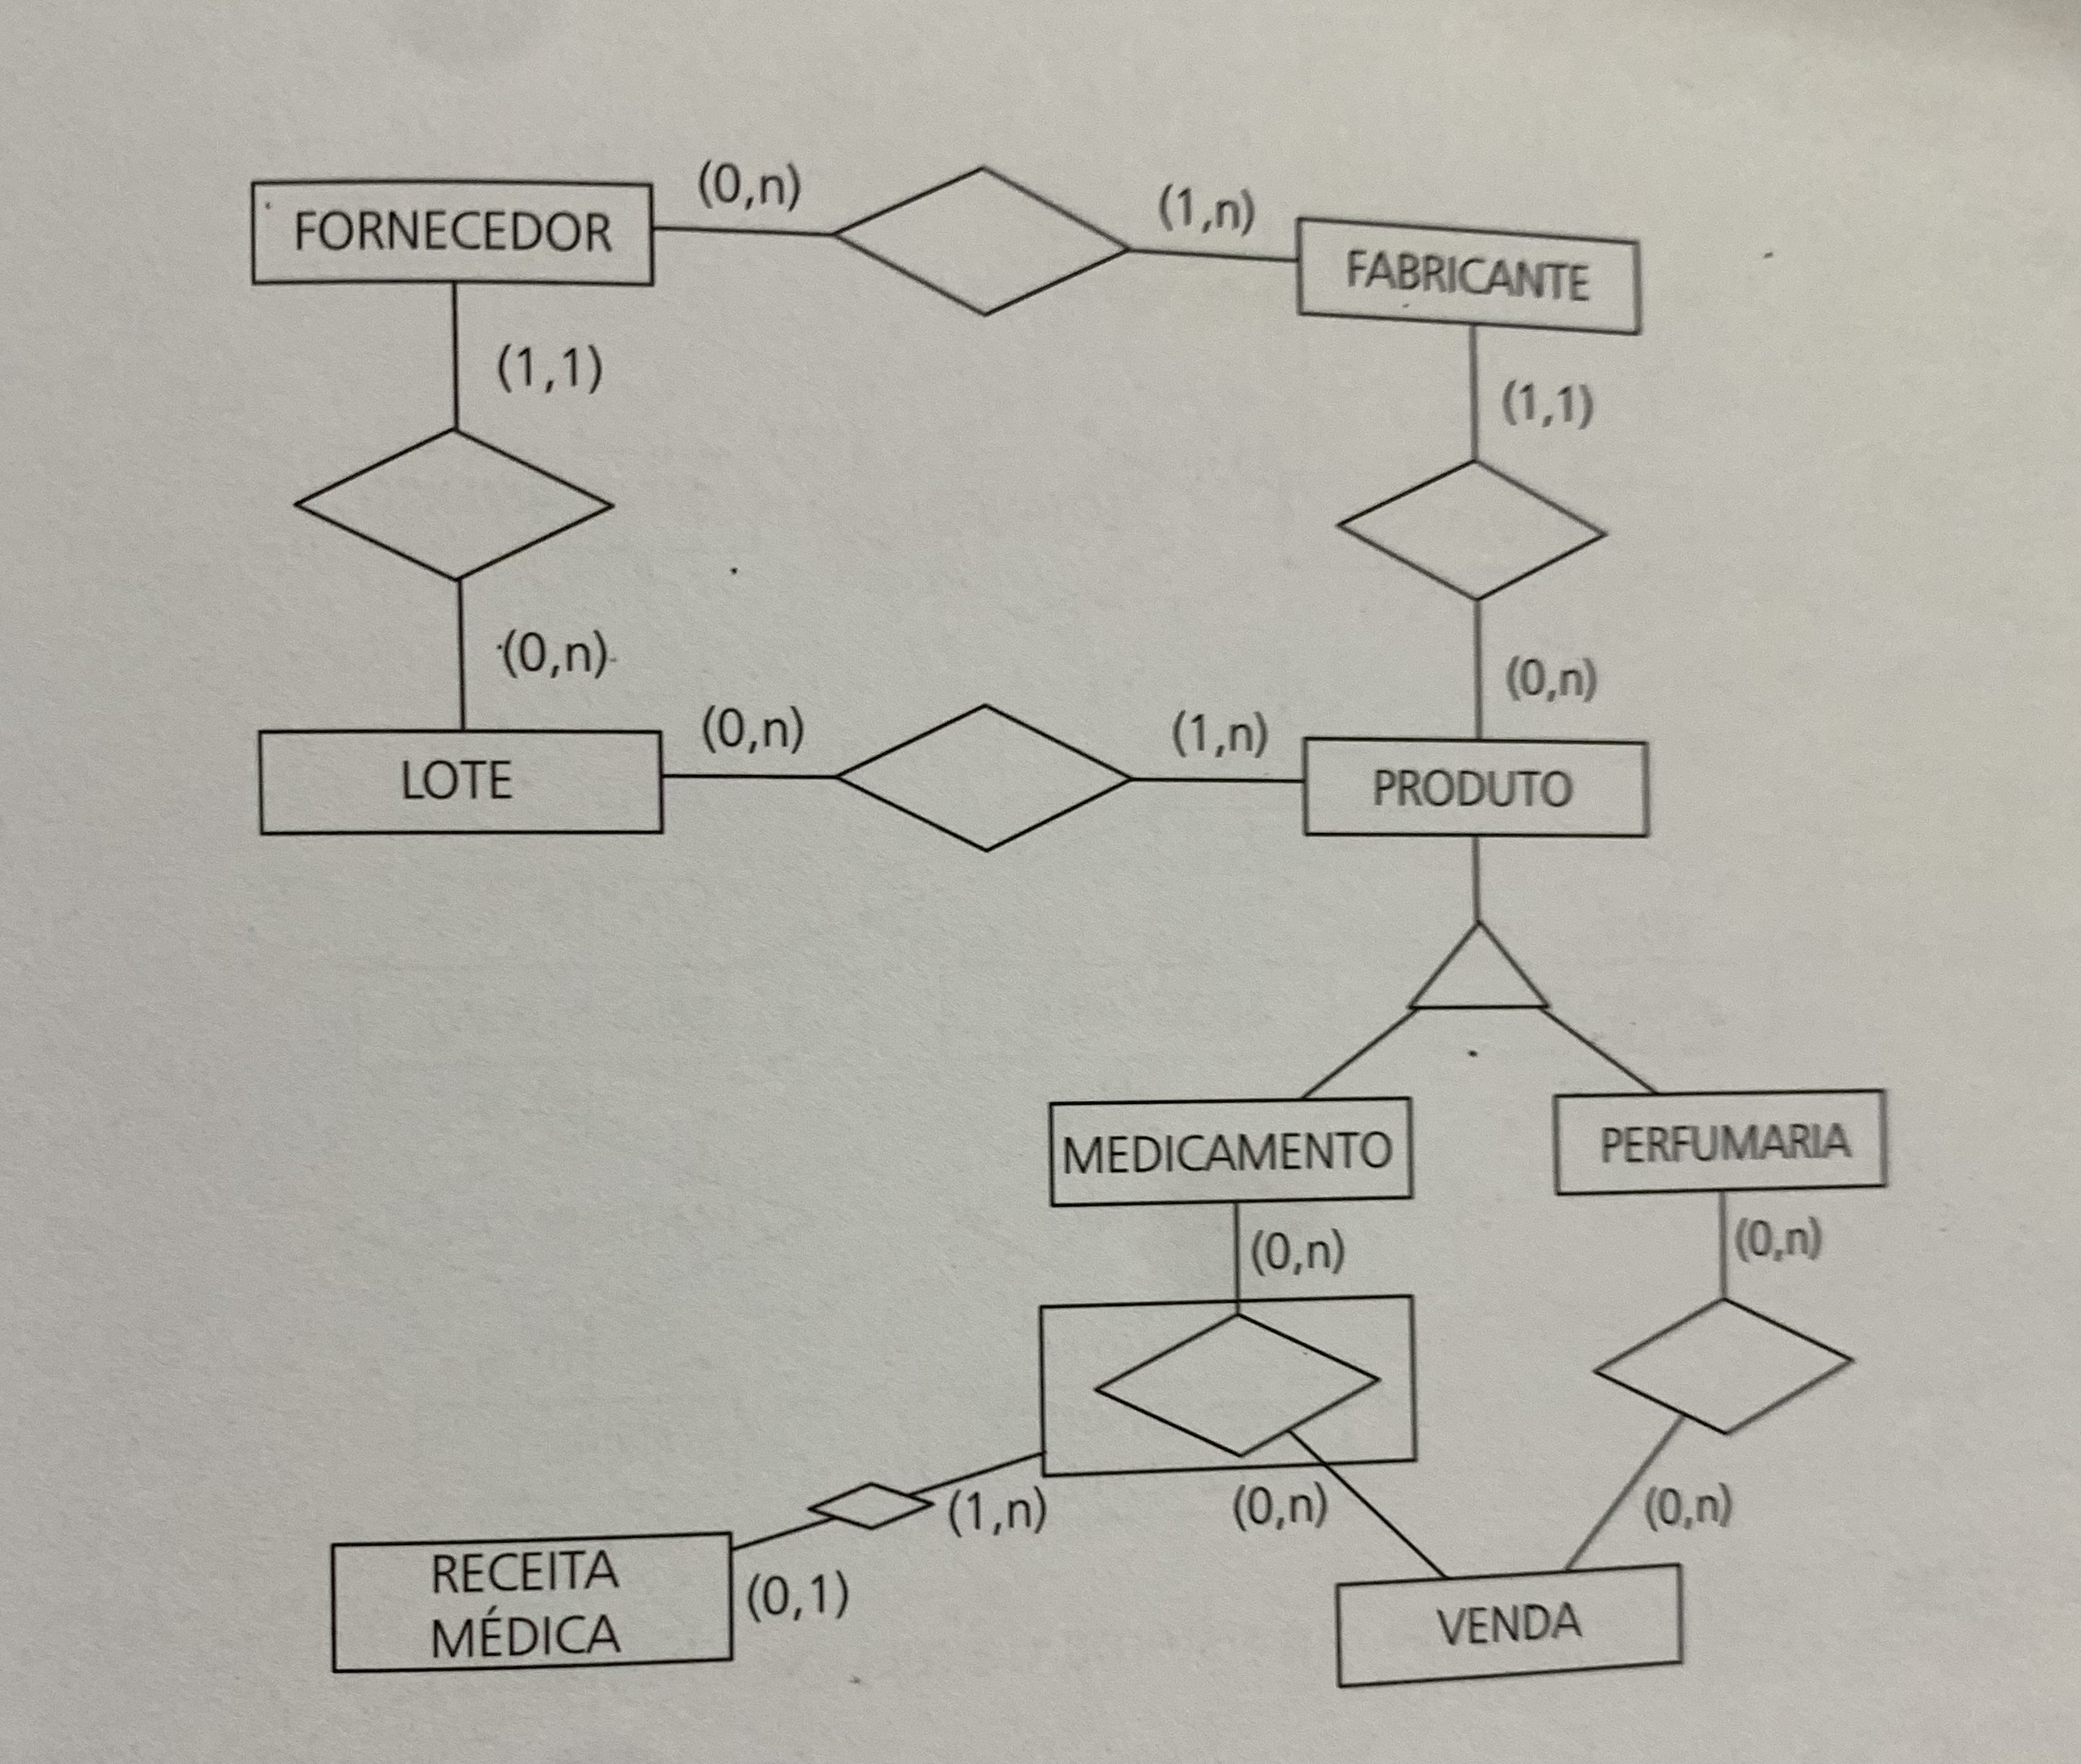 (0,n)
(1,n)
FORNECEDOR
FABRICANTE
(1,1)
(1,1)
(0,n)
(0,n)
(0,n)
(1,n)
LOTE
PRODUTO
MEDICAMENTO
PERFUMARIA
(0,n)
(0,n)
(1,n)
(0,n)
(0,n)
RECEITA
MÉDICA
(0,1)
VENDA